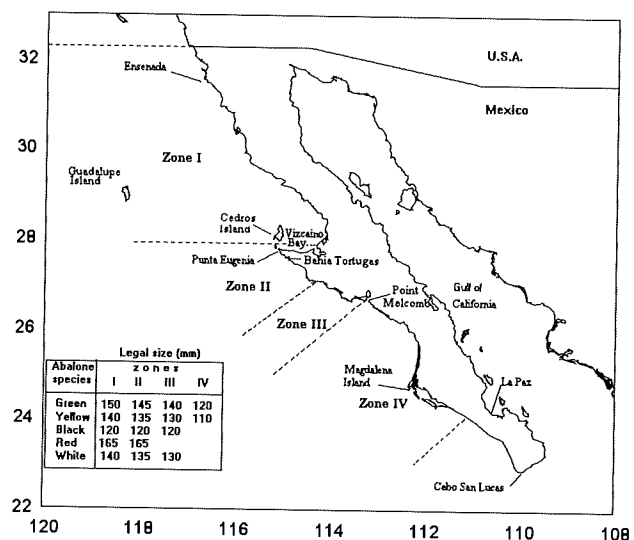 32
U.S.A.
Ensenada
Mexico
30
Zone I
Guadalupe
Island
Cedros
Island
Vizcaino
Bay
28
Punta Eugenia
Bahia Tortugas
Zone II
Point
Melcomb
Gulf of
California
26
Zone III
Legal size (mm)
Abalone species zones
I II III IV
Green 150 145 140 120
Yellow 140 135 130 110
Black 120 120 120
Red 165 165
White 140 135 130
Magdalena
Island
La Paz
24
Zone IV
Cabo San Lucas
22
120 118 116 114 112 110 108